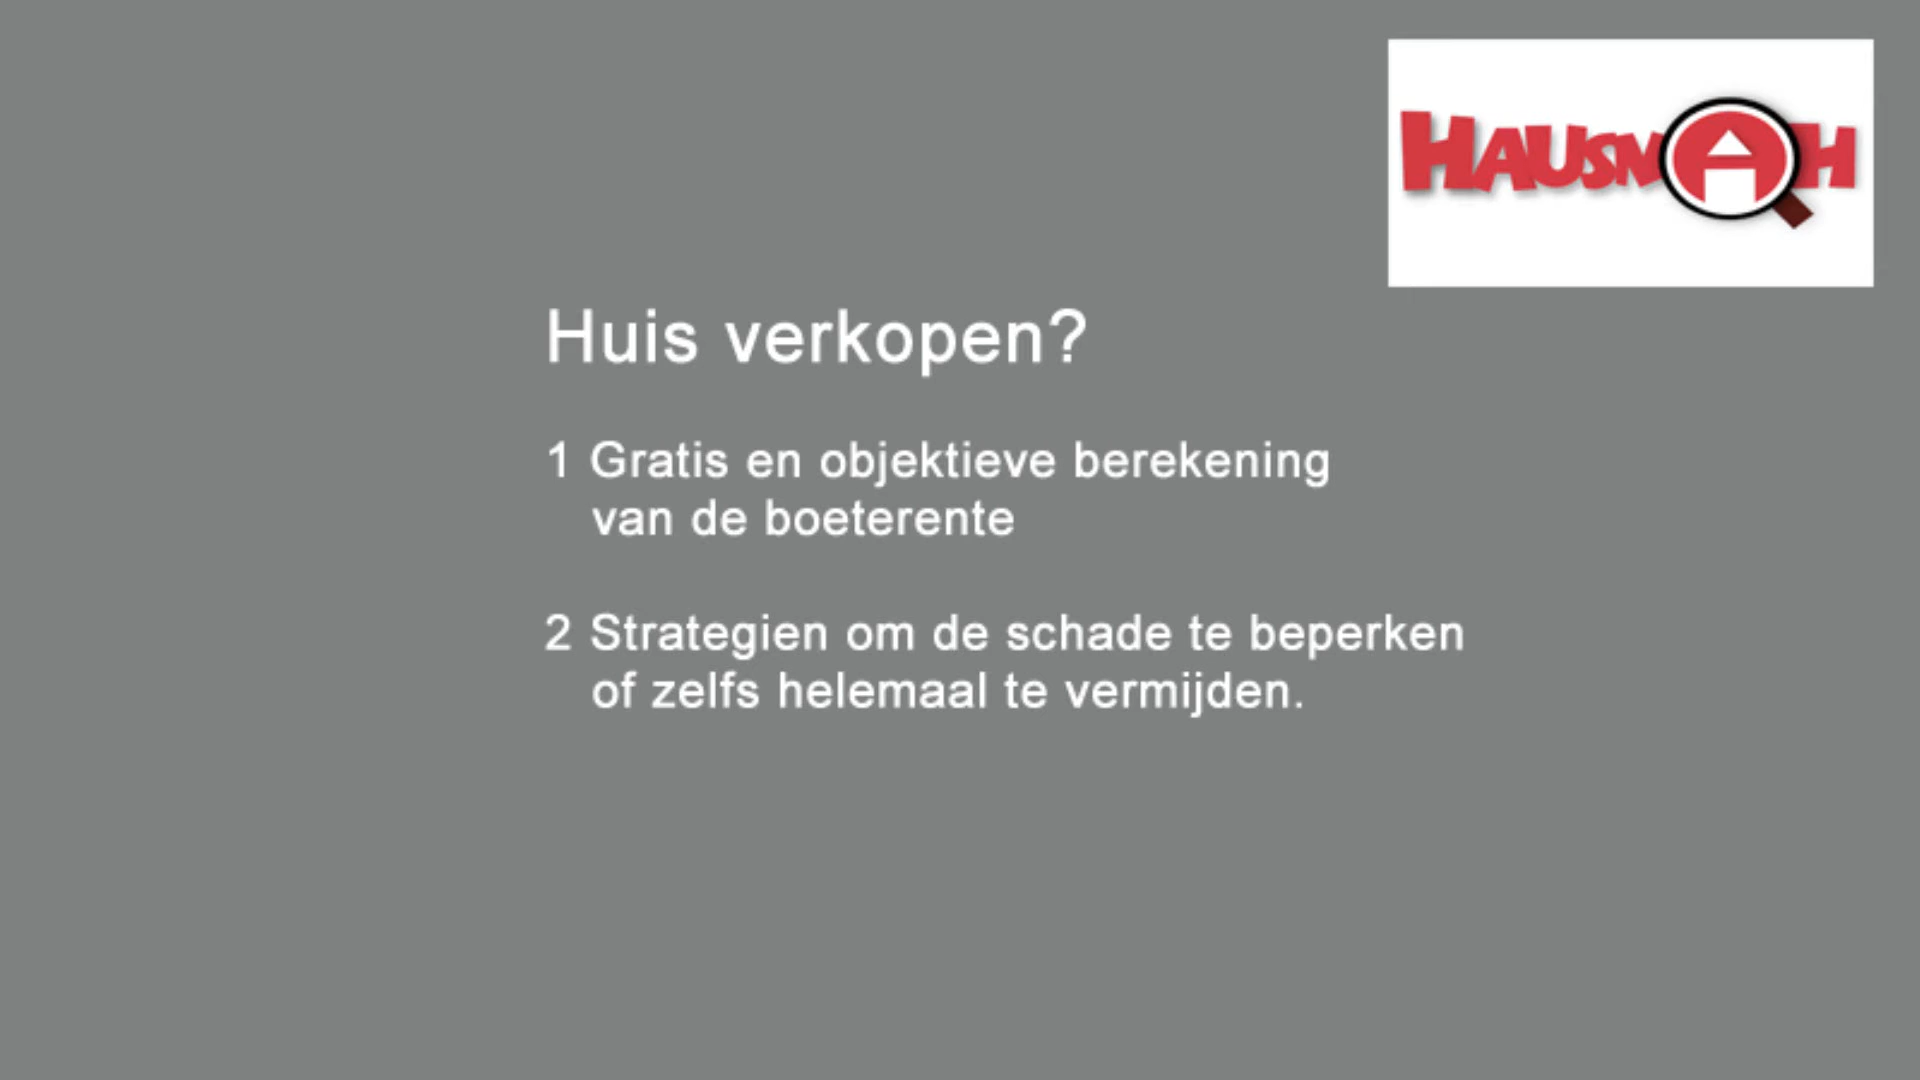 HAUSNAH
Huis verkopen?
1 Gratis en objektieve berekening
van de boeterente
2 Strategien om de schade te beperken
of zelfs helemaal te vermijden.